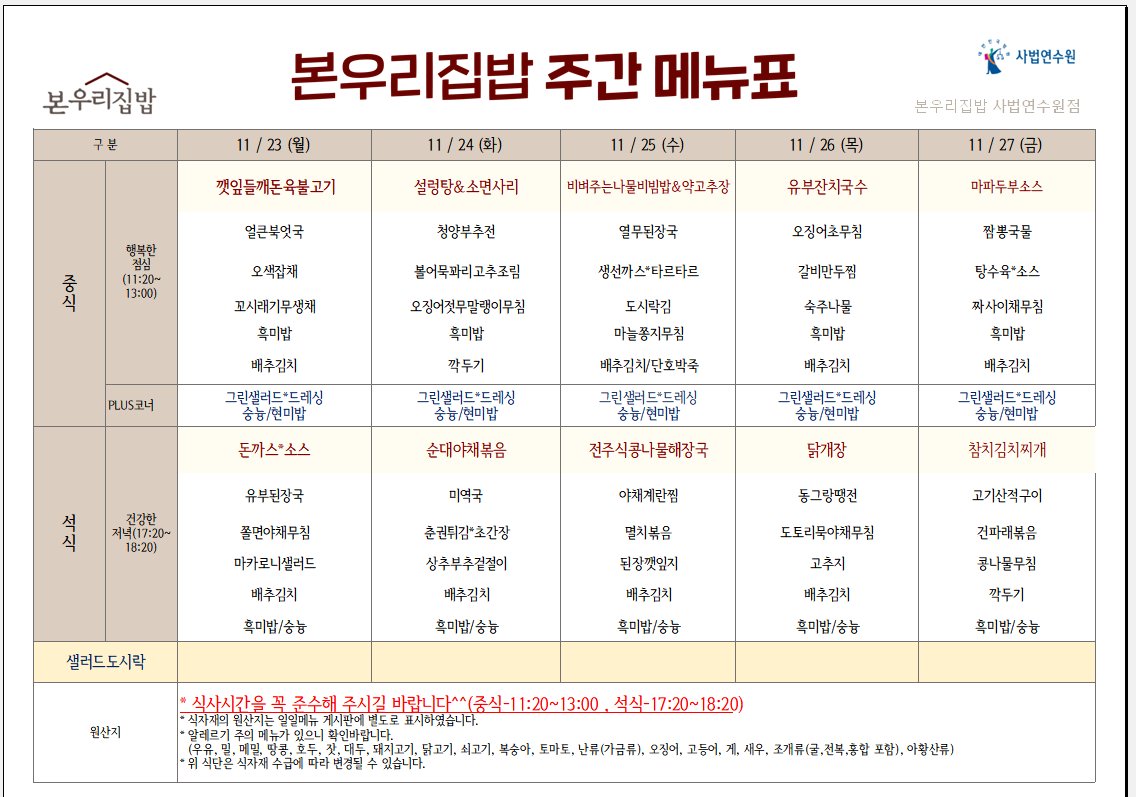 본우리집밥
본우리집밥 주간 메뉴표
사법연수원
본우리집밥 사법연수원점
구 분 11 / 23 (월) 11 / 24 (화) 11 / 25 (수) 11 / 26 (목) 11 / 27 (금)
중식
행복한
점심
(11:20~
13:00)
깻잎들깨돈육불고기 설렁탕&소면사리 비벼주는나물비빔밥&약고추장 유부잔치국수 마파두부소스
얼큰북엇국 청양부추전 열무된장국 오징어초무침 짬뽕국물
오색잡채 볼어묵꽈리고추조림 생선까스*타르타르 갈비만두찜 탕수육*소스
꼬시래기무생채 오징어젓무말랭이무침 도시락김 숙주나물 짜사이채무침
흑미밥 흑미밥 마늘쫑지무침 흑미밥 흑미밥
배추김치 깍두기 배추김치/단호박죽 배추김치 배추김치
PLUS코너
그린샐러드*드레싱 그린샐러드*드레싱 그린샐러드*드레싱 그린샐러드*드레싱 그린샐러드*드레싱
숭늉/현미밥 숭늉/현미밥 숭늉/현미밥 숭늉/현미밥 숭늉/현미밥
석식
건강한
저녁(17:20~
18:20)
돈까스*소스 순대야채볶음 전주식콩나물해장국 닭개장 참치김치찌개
유부된장국 미역국 야채계란찜 동그랑땡전 고기산적구이
쫄면야채무침 춘권튀김*초간장 멸치볶음 도토리묵야채무침 건파래볶음
마카로니샐러드 상추부추겉절이 된장깻잎지 고추지 콩나물무침
배추김치 배추김치 배추김치 배추김치 깍두기
흑미밥/숭늉 흑미밥/숭늉 흑미밥/숭늉 흑미밥/숭늉 흑미밥/숭늉
샐러드도시락
원산지
* 식사시간을 꼭 준수해 주시길 바랍니다^^(중식-11:20~13:00 , 석식-17:20~18:20)
* 식자재의 원산지는 일일메뉴 게시판에 별도로 표시하였습니다.
* 알레르기 주의 메뉴가 있으니 확인바랍니다.
(우유, 밀, 메밀, 땅콩, 호두, 잣, 대두, 돼지고기, 닭고기, 쇠고기, 복숭아, 토마토, 난류(가금류), 오징어, 고등어, 게, 새우, 조개류(굴,전복,홍합 포함), 아황산류)
* 위 식단은 식자재 수급에 따라 변경될 수 있습니다.